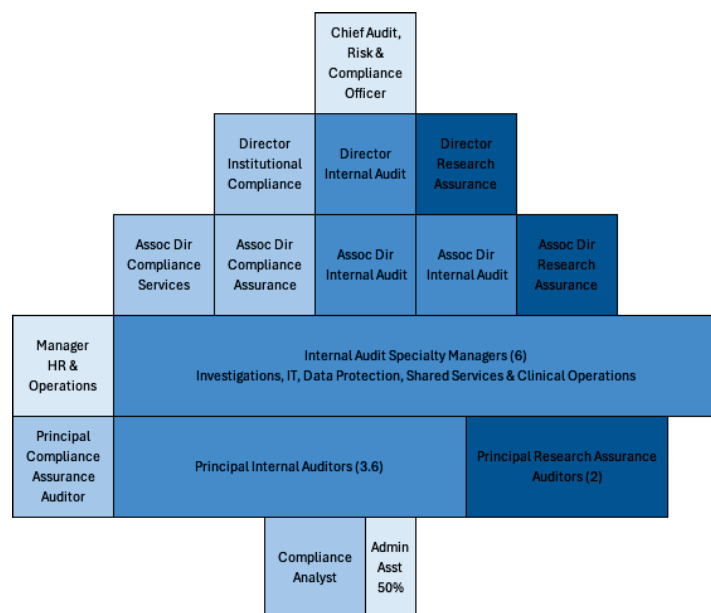 Chief Audit,
Risk &
Compliance
Officer
Director
Institutional
Compliance
Director
Internal Audit
Director
Research
Assurance
Assoc Dir
Compliance
Services
Assoc Dir
Compliance
Assurance
Assoc Dir
Internal Audit
Assoc Dir
Internal Audit
Assoc Dir
Research
Assurance
Manager
HR &
Operations
Internal Audit Specialty Managers (6)
Investigations, IT, Data Protection, Shared Services & Clinical Operations
Principal
Compliance
Assurance
Auditor
Principal Internal Auditors (3.6)
Principal Research Assurance
Auditors (2)
Compliance
Analyst
Admin
Asst
50%